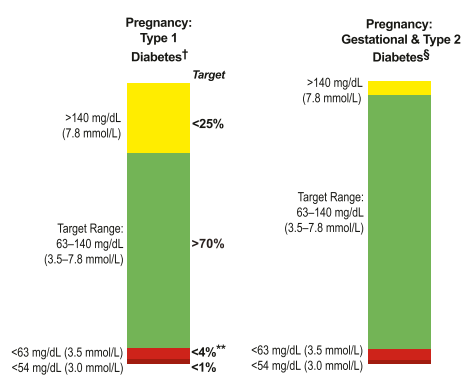 Pregnancy:
Type 1
Diabetes†
Target
>140 mg/dL
(7.8 mmol/L)
<25%
Target Range:
63–140 mg/dL
(3.5–7.8 mmol/L)
>70%
<63 mg/dL (3.5 mmol/L)
<4%**
<54 mg/dL (3.0 mmol/L)
<1%
Pregnancy:
Gestational & Type 2
Diabetes§
>140 mg/dL
(7.8 mmol/L)
Target Range:
63–140 mg/dL
(3.5–7.8 mmol/L)
<63 mg/dL (3.5 mmol/L)
<54 mg/dL (3.0 mmol/L)